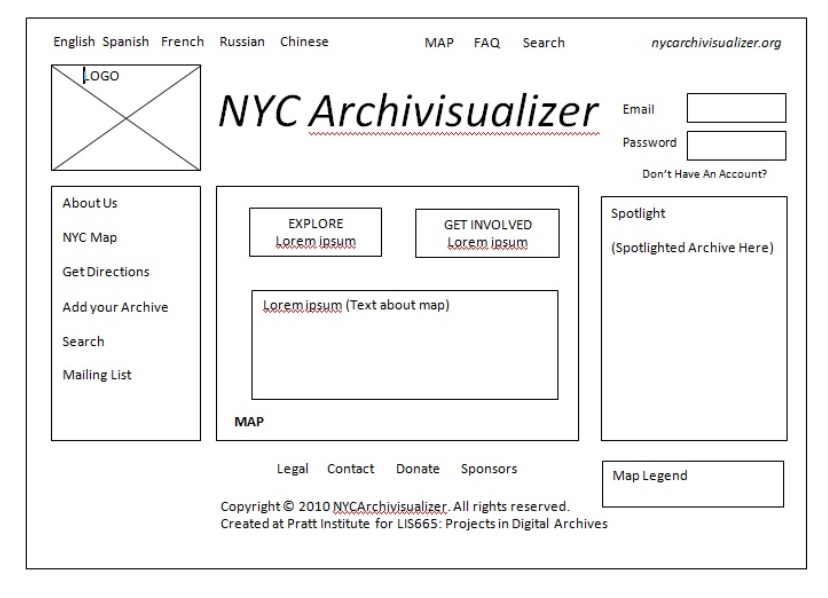 English Spanish French Russian Chinese MAP FAQ Search nycarchivisualizer.org
LOGO
NYC Archivisualizer
Email
Password
Don't Have An Account?
About Us
NYC Map
Get Directions
Add your Archive
Search
Mailing List
EXPLORE
Lorem ipsum
GET INVOLVED
Lorem ipsum
Lorem ipsum (Text about map)
MAP
Spotlight
(Spotlighted Archive Here)
Map Legend
Legal Contact Donate Sponsors
Copyright © 2010 NYCArchivisualizer. All rights reserved.
Created at Pratt Institute for LIS665: Projects in Digital Archives